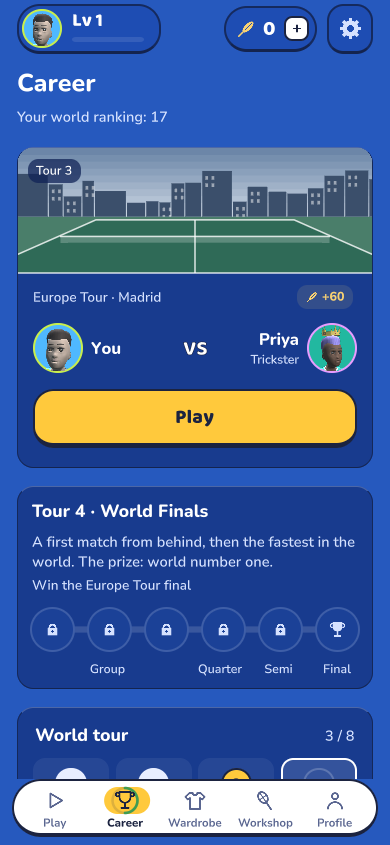 Lv 1
0
+
Career
Your world ranking: 17
Tour 3
Europe Tour · Madrid
+60
You
VS
Priya
Trickster
Play
Tour 4 · World Finals
A first match from behind, then the fastest in the
world. The prize: world number one.
Win the Europe Tour final
Group
Quarter
Semi
Final
World tour
3 / 8
Play
Career
Wardrobe
Workshop
Profile